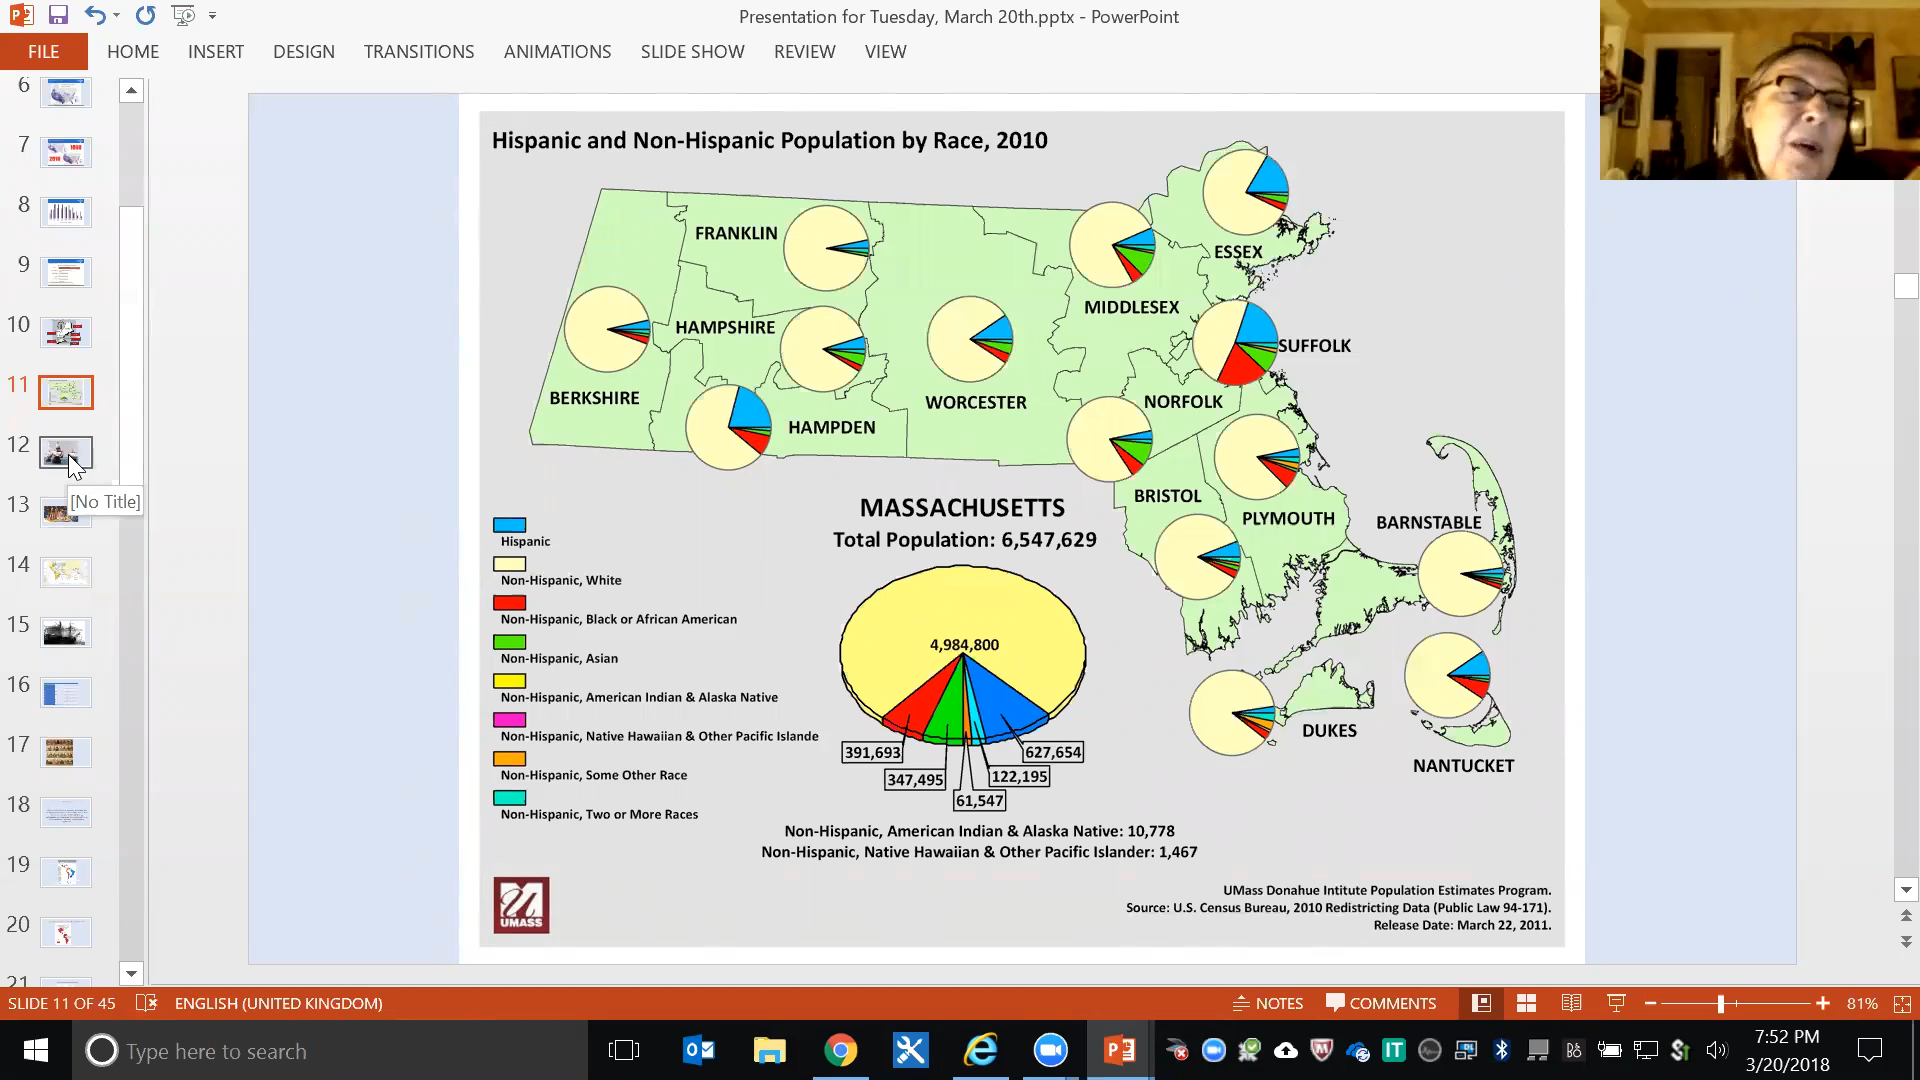 Presentation for Tuesday, March 20th.pptx - PowerPoint
FILE HOME INSERT DESIGN TRANSITIONS ANIMATIONS SLIDE SHOW REVIEW VIEW
6
7
8
9
10
11
12
[No Title]
13
14
15
16
17
18
19
20
21
Hispanic and Non-Hispanic Population by Race, 2010
FRANKLIN
ESSEX
MIDDLESEX
HAMPSHIRE
SUFFOLK
BERKSHIRE
WORCESTER
NORFOLK
HAMPDEN
BRISTOL
PLYMOUTH
BARNSTABLE
DUKES
NANTUCKET
MASSACHUSETTS
Total Population: 6,547,629
Hispanic
Non-Hispanic, White
Non-Hispanic, Black or African American
Non-Hispanic, Asian
Non-Hispanic, American Indian & Alaska Native
Non-Hispanic, Native Hawaiian & Other Pacific Islande
Non-Hispanic, Some Other Race
Non-Hispanic, Two or More Races
4,984,800
391,693
627,654
347,495
122,195
61,547
Non-Hispanic, American Indian & Alaska Native: 10,778
Non-Hispanic, Native Hawaiian & Other Pacific Islander: 1,467
UMASS
UMass Donahue Intitute Population Estimates Program.
Source: U.S. Census Bureau, 2010 Redistricting Data (Public Law 94-171).
Release Date: March 22, 2011.
SLIDE 11 OF 45 ENGLISH (UNITED KINGDOM) NOTES COMMENTS 81%
Type here to search
7:52 PM
3/20/2018